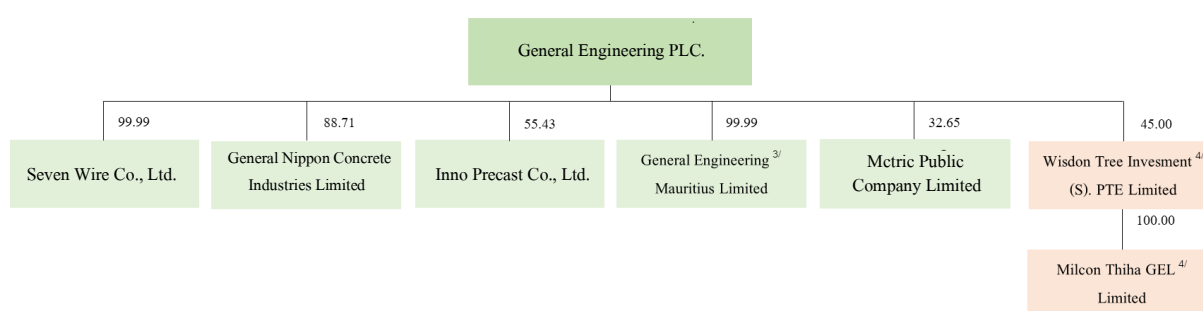 General Engineering PLC.
99.99
88.71
55.43
99.99
32.65
45.00
Seven Wire Co., Ltd.
General Nippon Concrete
Industries Limited
Inno Precast Co., Ltd.
General Engineering 3/
Mauritius Limited
Mctric Public
Company Limited
Wisdon Tree Invesment 4/
(S). PTE Limited
100.00
Milcon Thiha GEL 4/
Limited